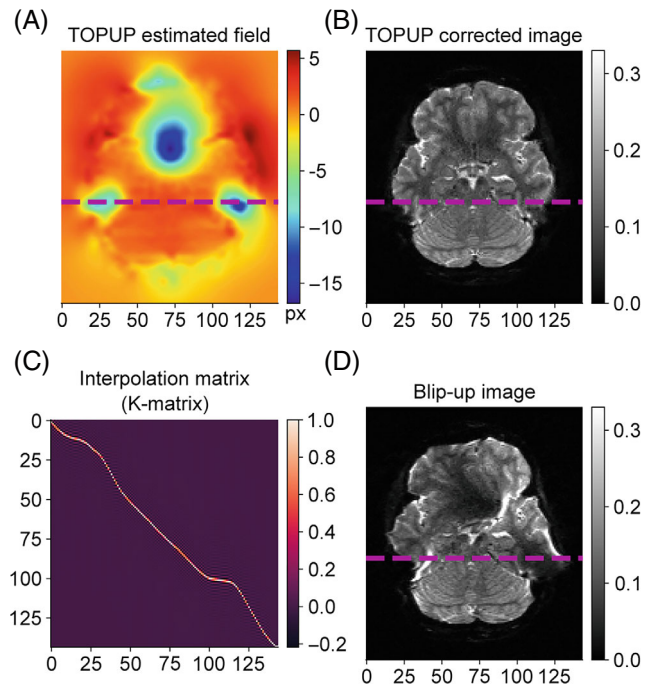 (A)
TOPUP estimated field
5
0
−5
−10
−15
px
0 25 50 75 100 125
(B)
TOPUP corrected image
0.3
0.2
0.1
0.0
0 25 50 75 100 125
(C)
Interpolation matrix
(K-matrix)
0
25
50
75
100
125
0 25 50 75 100 125
1.0
0.8
0.6
0.4
0.2
0.0
−0.2
(D)
Blip-up image
0.3
0.2
0.1
0.0
0 25 50 75 100 125